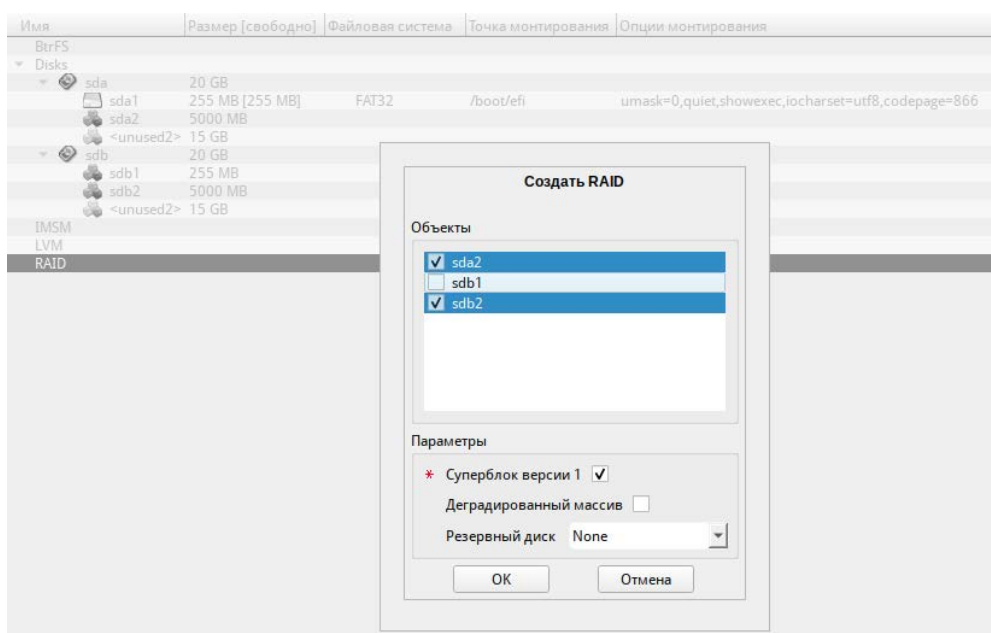 Имя Размер [свободно] Файловая система Точка монтирования Опции монтирования
BtrFS
Disks
sda 20 GB
sda1 255 MB [255 MB] FAT32 /boot/efi umask=0,quiet,showexec,iocharset=utf8,codepage=866
sda2 5000 MB
<unused2> 15 GB
sdb 20 GB
sdb1 255 MB
sdb2 5000 MB
<unused2> 15 GB
IMSM
LVM
RAID
Создать RAID
Объекты
sda2
sdb1
sdb2
Параметры
* Суперблок версии 1
Деградированный массив
Резервный диск None
OK Отмена